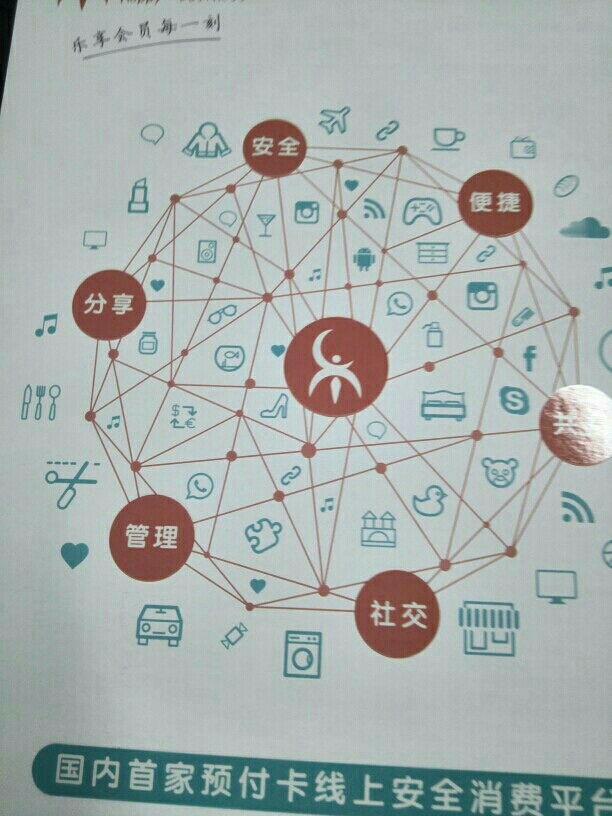 乐享会员每一刻
安全
便捷
分享
共
管理
社交
国内首家预付卡线上安全消费平台